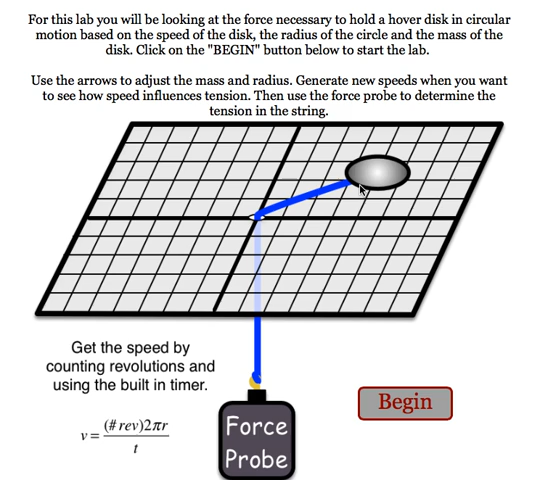 For this lab you will be looking at the force necessary to hold a hover disk in circular
motion based on the speed of the disk, the radius of the circle and the mass of the
disk. Click on the "BEGIN" button below to start the lab.
Use the arrows to adjust the mass and radius. Generate new speeds when you want
to see how speed influences tension. Then use the force probe to determine the
tension in the string.
Get the speed by
counting revolutions and
using the built in timer.
v = (# rev)2πr / t
Begin
Force
Probe